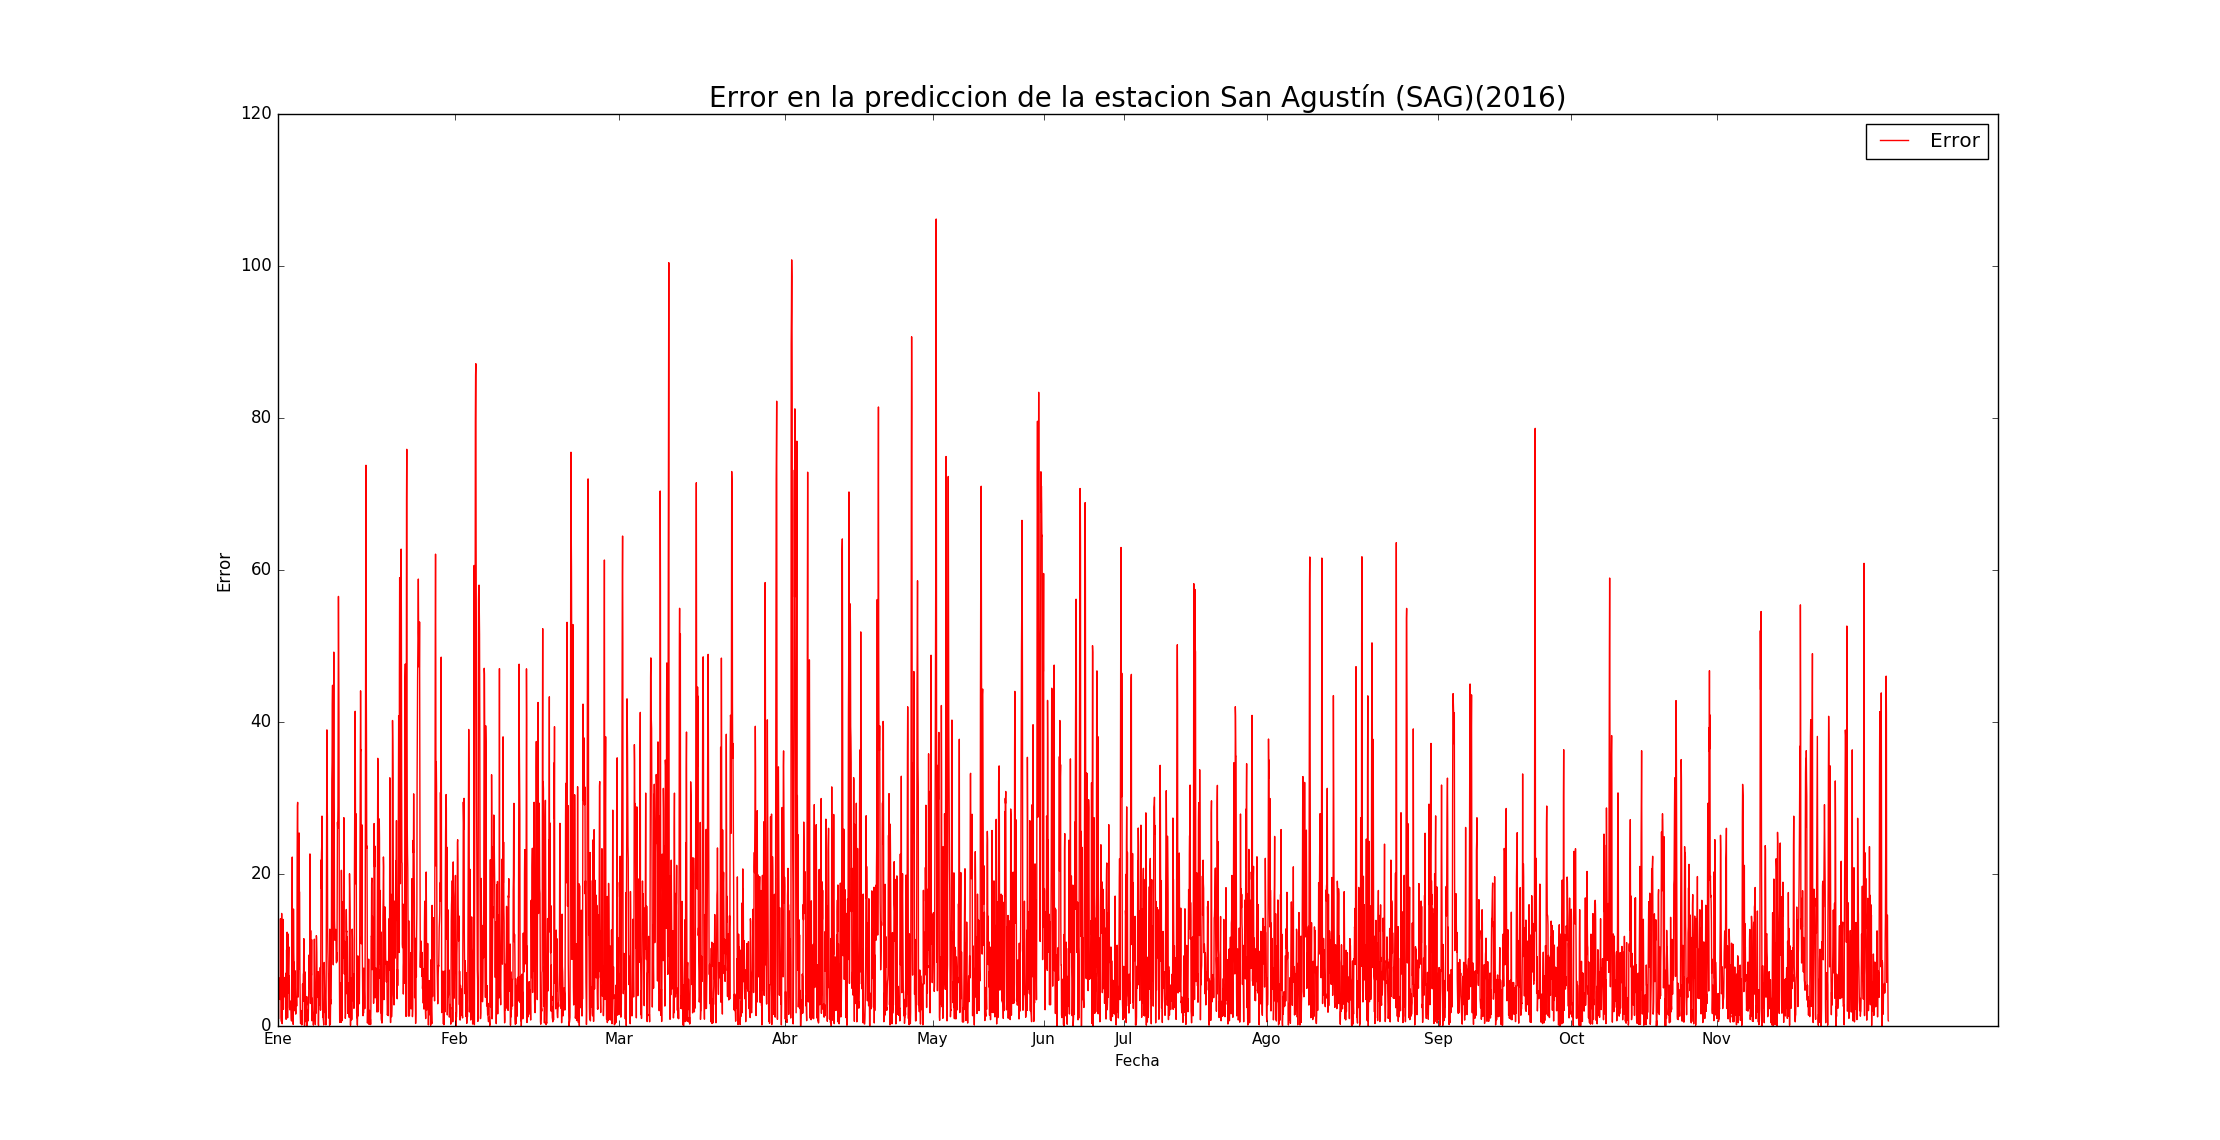 Error en la prediccion de la estacion San Agustín (SAG)(2016)
Error
120
100
80
60
40
20
0
Error
Ene Feb Mar Abr May Jun Jul Ago Sep Oct Nov
Fecha